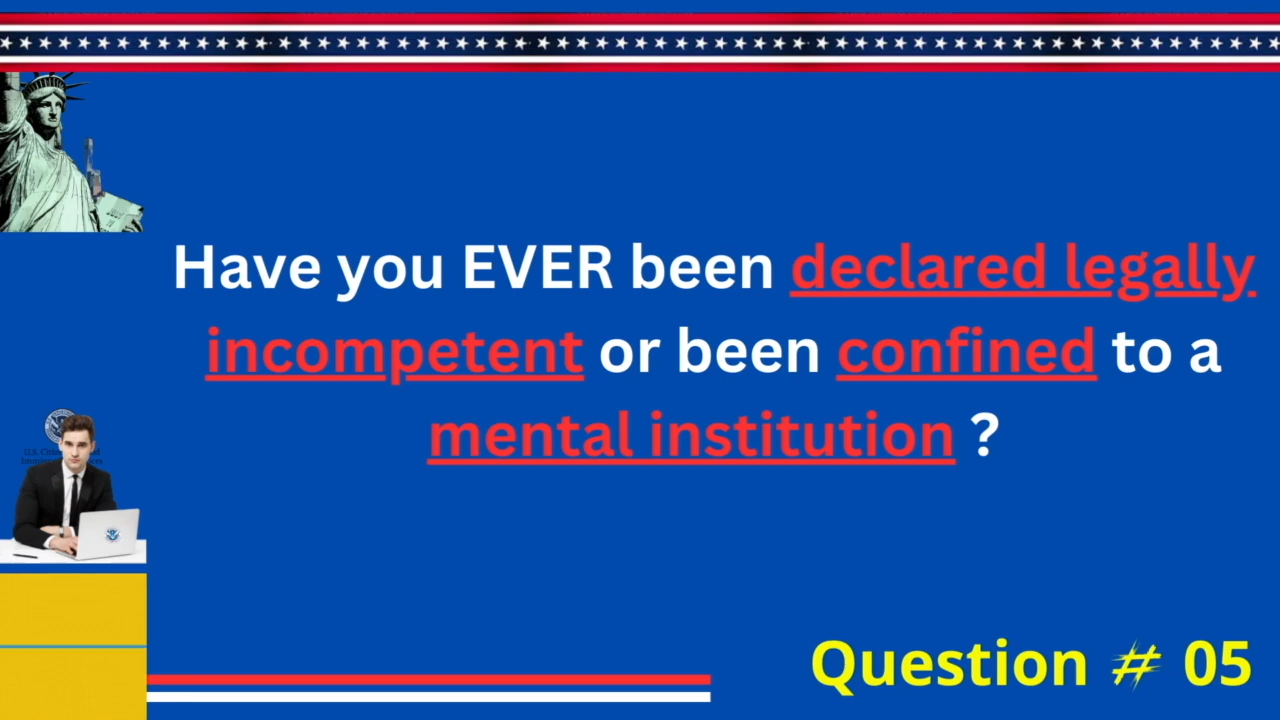 Have you EVER been declared legally
incompetent or been confined to a
mental institution ?
Question # 05